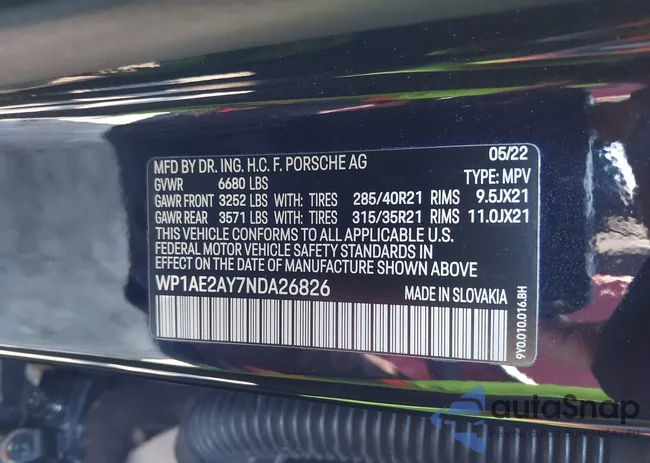 MFD BY DR. ING. H.C. F. PORSCHE AG 05/22
GVWR 6680 LBS TYPE: MPV
GAWR FRONT 3252 LBS WITH: TIRES 285/40R21 RIMS 9.5JX21
GAWR REAR 3571 LBS WITH: TIRES 315/35R21 RIMS 11.0JX21
THIS VEHICLE CONFORMS TO ALL APPLICABLE U.S.
FEDERAL MOTOR VEHICLE SAFETY STANDARDS IN
EFFECT ON THE DATE OF MANUFACTURE SHOWN ABOVE
WP1AE2AY7NDA26826 MADE IN SLOVAKIA
9Y0.010.016.BH
autoSnap